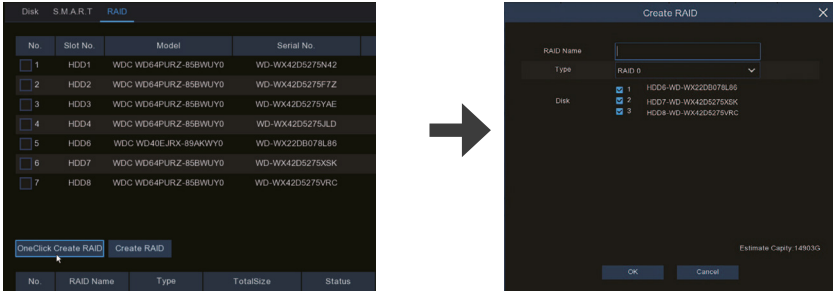 Disk S.M.A.R.T RAID
No. Slot No. Model Serial No.
1 HDD1 WDC WD64PURZ-85BWUY0 WD-WX42D5275N42
2 HDD2 WDC WD64PURZ-85BWUY0 WD-WX42D5275F7Z
3 HDD3 WDC WD64PURZ-85BWUY0 WD-WX42D5275YAE
4 HDD4 WDC WD64PURZ-85BWUY0 WD-WX42D5275JLD
5 HDD6 WDC WD40EJRX-89AKWY0 WD-WX22DB078L86
6 HDD7 WDC WD64PURZ-85BWUY0 WD-WX42D5275XSK
7 HDD8 WDC WD64PURZ-85BWUY0 WD-WX42D5275VRC
OneClick Create RAID Create RAID
No. RAID Name Type TotalSize Status
Create RAID
RAID Name
Type RAID 0
Disk
1 HDD6-WD-WX22DB078L86
2 HDD7-WD-WX42D5275XSK
3 HDD8-WD-WX42D5275VRC
Estimate Capity:14903G
OK Cancel